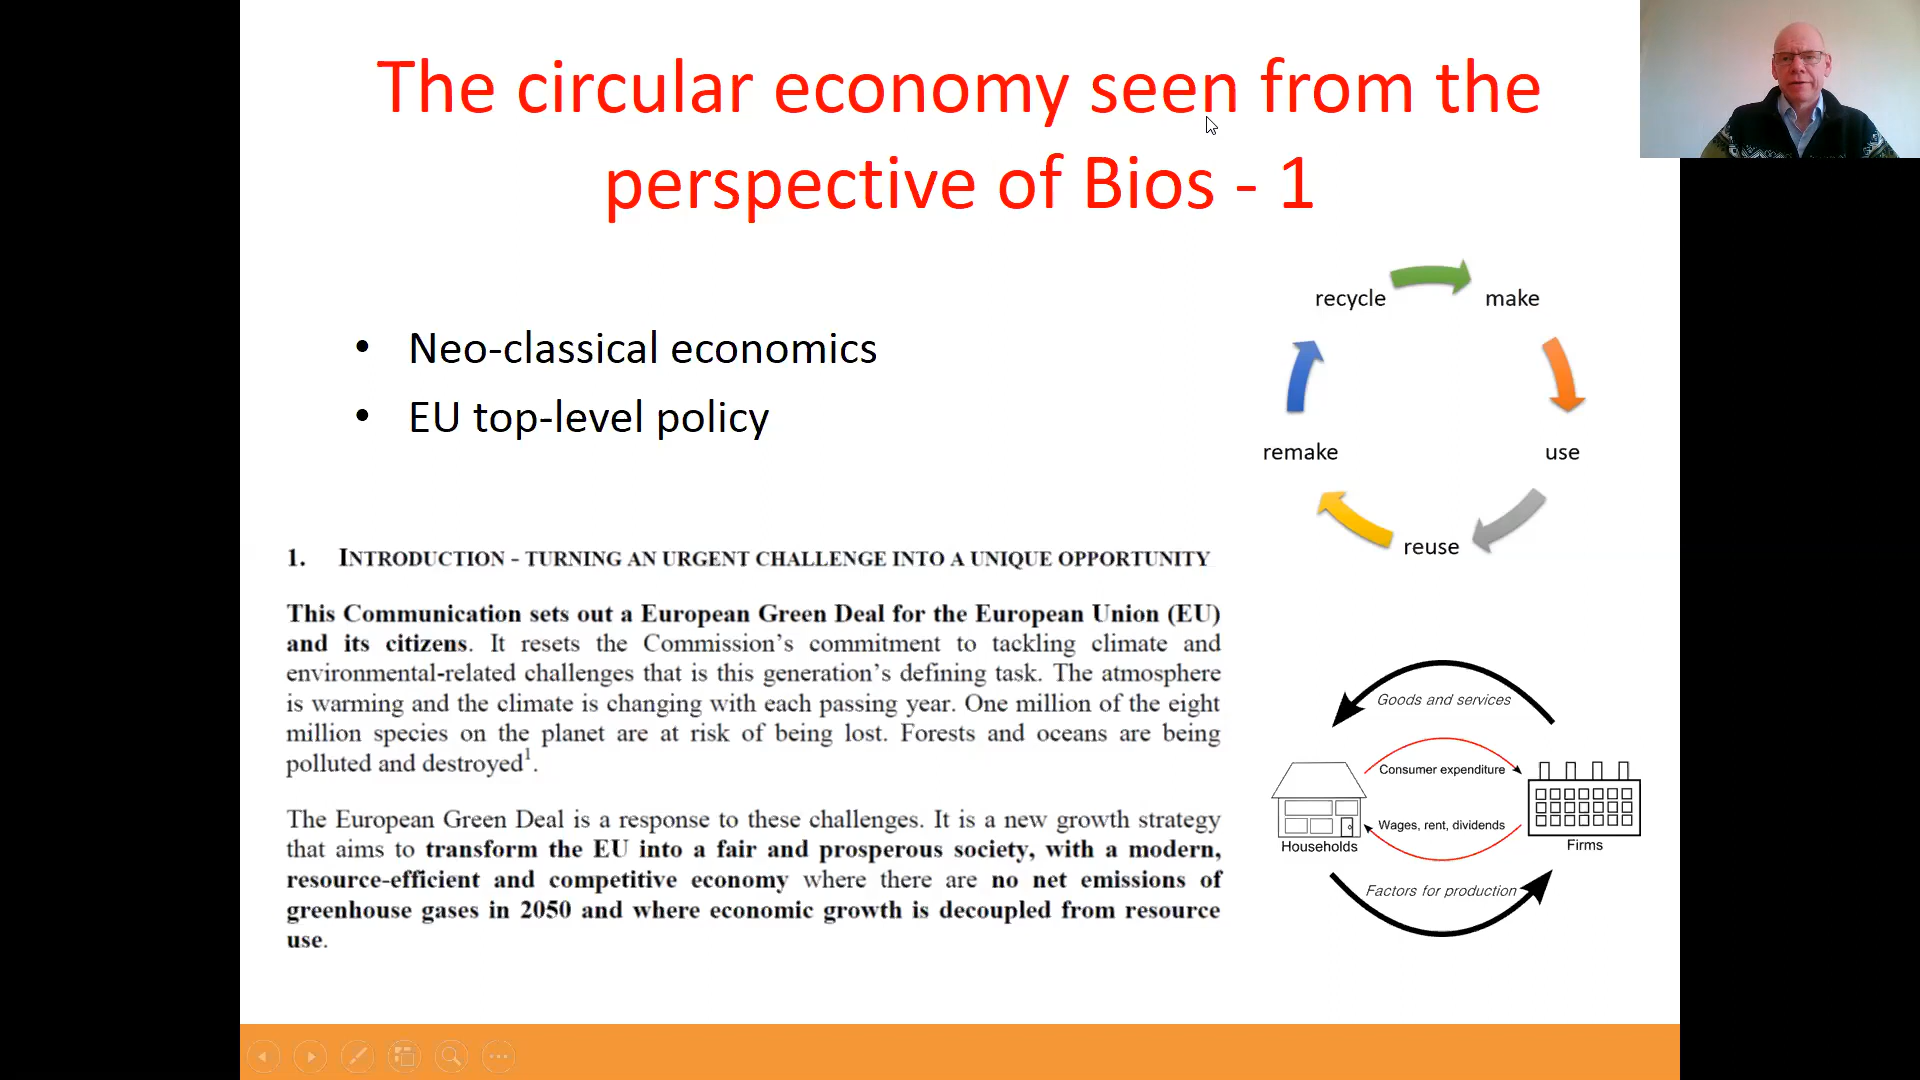 The circular economy seen from the
perspective of Bios - 1
• Neo-classical economics
• EU top-level policy
recycle
make
use
reuse
remake
1. INTRODUCTION - TURNING AN URGENT CHALLENGE INTO A UNIQUE OPPORTUNITY
This Communication sets out a European Green Deal for the European Union (EU)
and its citizens. It resets the Commission’s commitment to tackling climate and
environmental-related challenges that is this generation’s defining task. The atmosphere
is warming and the climate is changing with each passing year. One million of the eight
million species on the planet are at risk of being lost. Forests and oceans are being
polluted and destroyed1.
The European Green Deal is a response to these challenges. It is a new growth strategy
that aims to transform the EU into a fair and prosperous society, with a modern,
resource-efficient and competitive economy where there are no net emissions of
greenhouse gases in 2050 and where economic growth is decoupled from resource
use.
Goods and services
Consumer expenditure
Wages, rent, dividends
Households
Firms
Factors for production